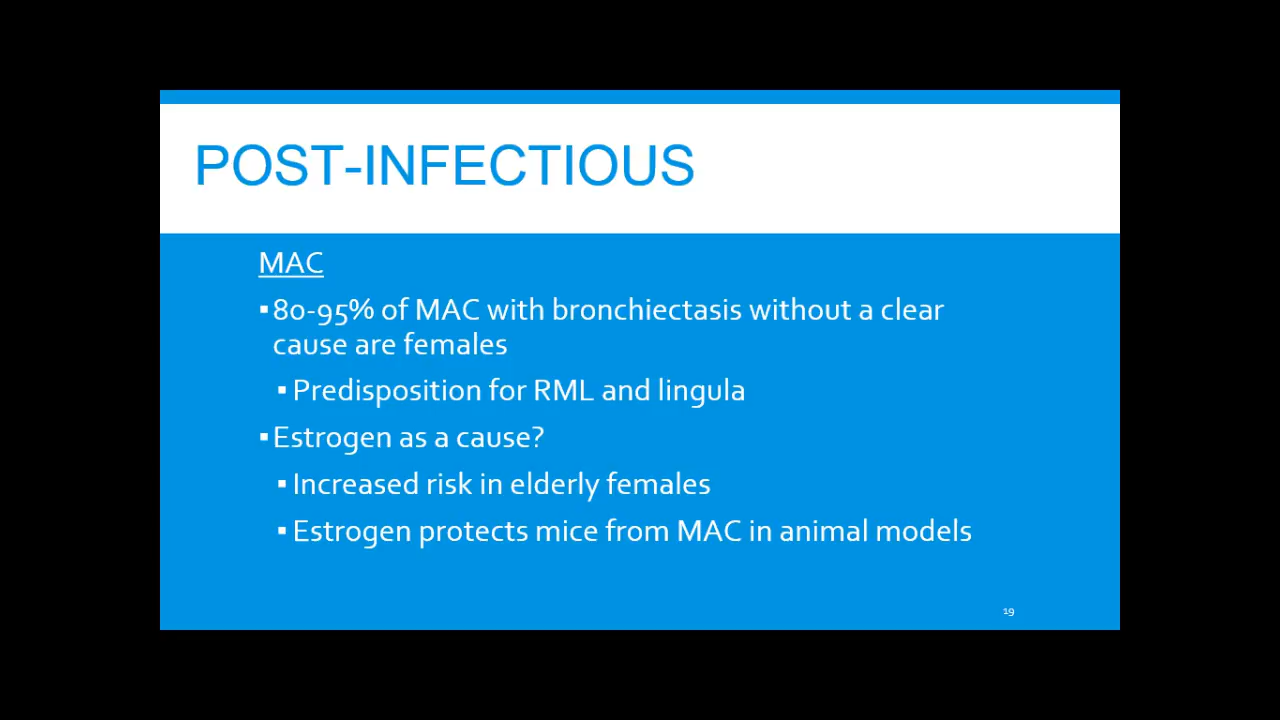 POST-INFECTIOUS
MAC
▪80-95% of MAC with bronchiectasis without a clear
cause are females
▪Predisposition for RML and lingula
▪Estrogen as a cause?
▪Increased risk in elderly females
▪Estrogen protects mice from MAC in animal models
19